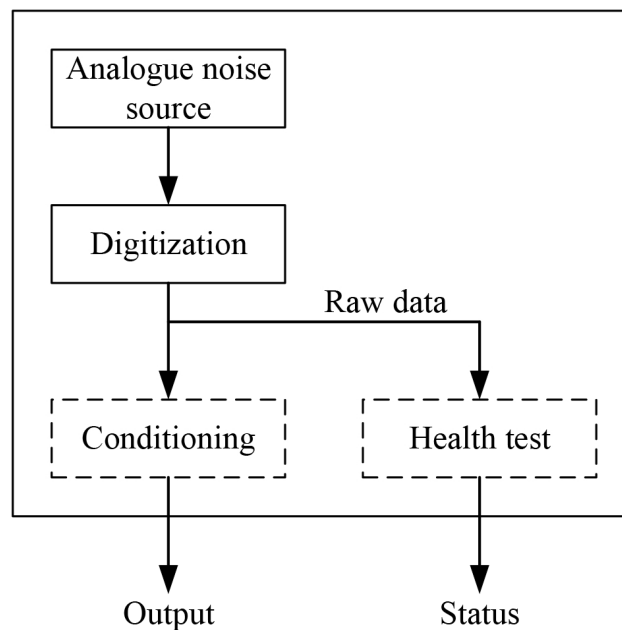 Analogue noise
source
Digitization
Raw data
Conditioning
Health test
Output
Status